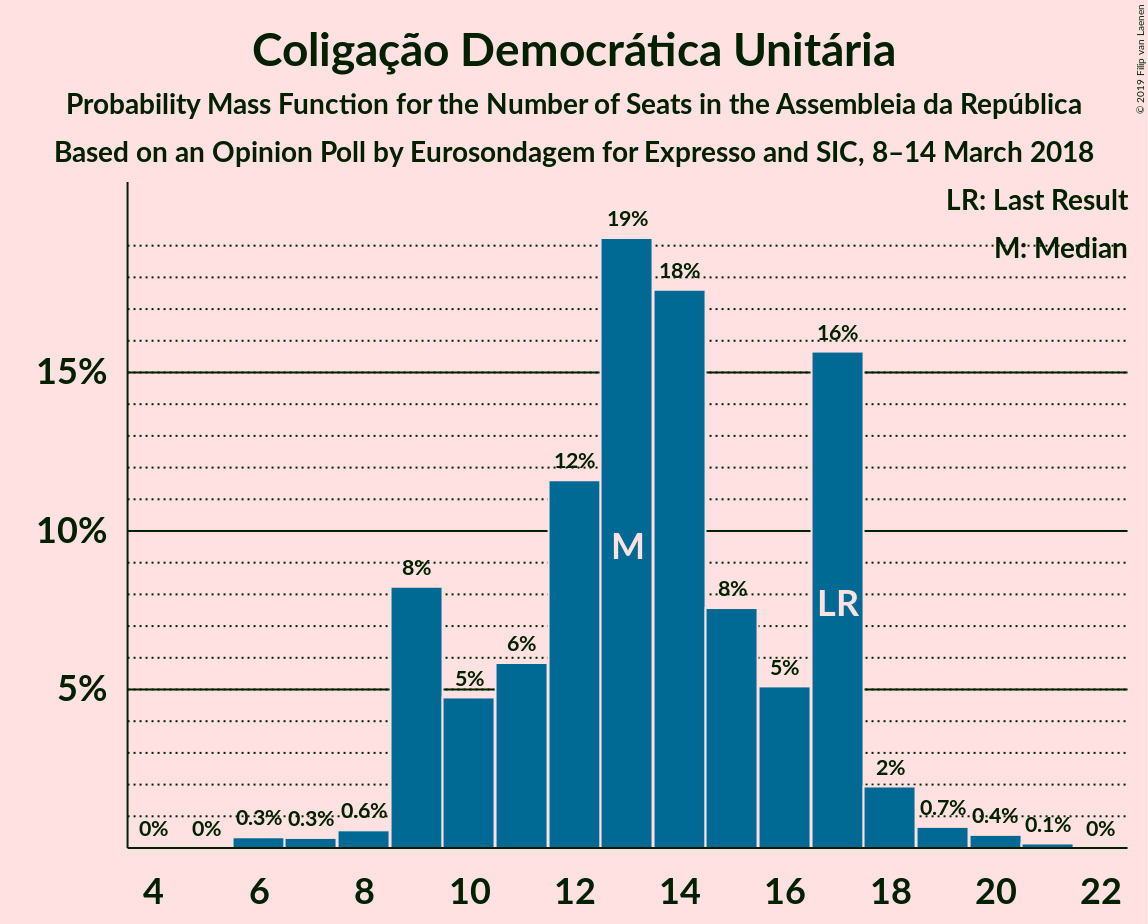 Coligação Democrática Unitária
Probability Mass Function for the Number of Seats in the Assembleia da República
Based on an Opinion Poll by Eurosondagem for Expresso and SIC, 8–14 March 2018
© 2019 Filip van Laenen
LR: Last Result
M: Median
19%
18%
16%
15%
12%
10%
M
8%
8%
LR
6%
5%
5%
5%
2%
0% 0% 0.3% 0.3% 0.6% 0.7% 0.4% 0.1% 0%
4 6 8 10 12 14 16 18 20 22